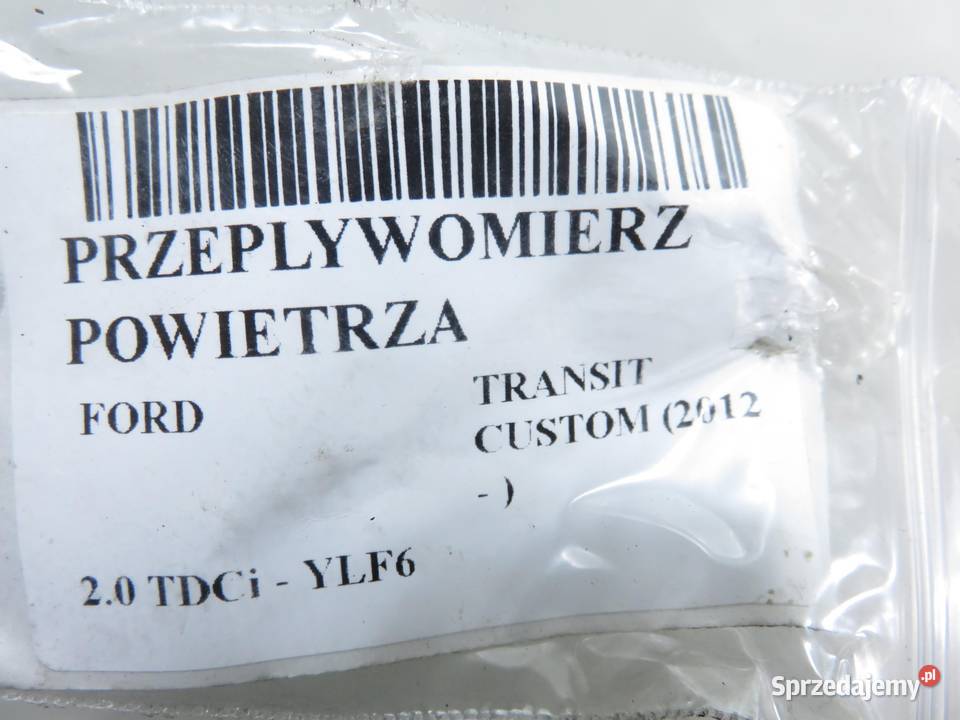 PRZEPLYWOMIERZ
POWIETRZA
FORD
TRANSIT
CUSTOM (2012
- )
2.0 TDCi - YLF6
Sprzedajemy.pl